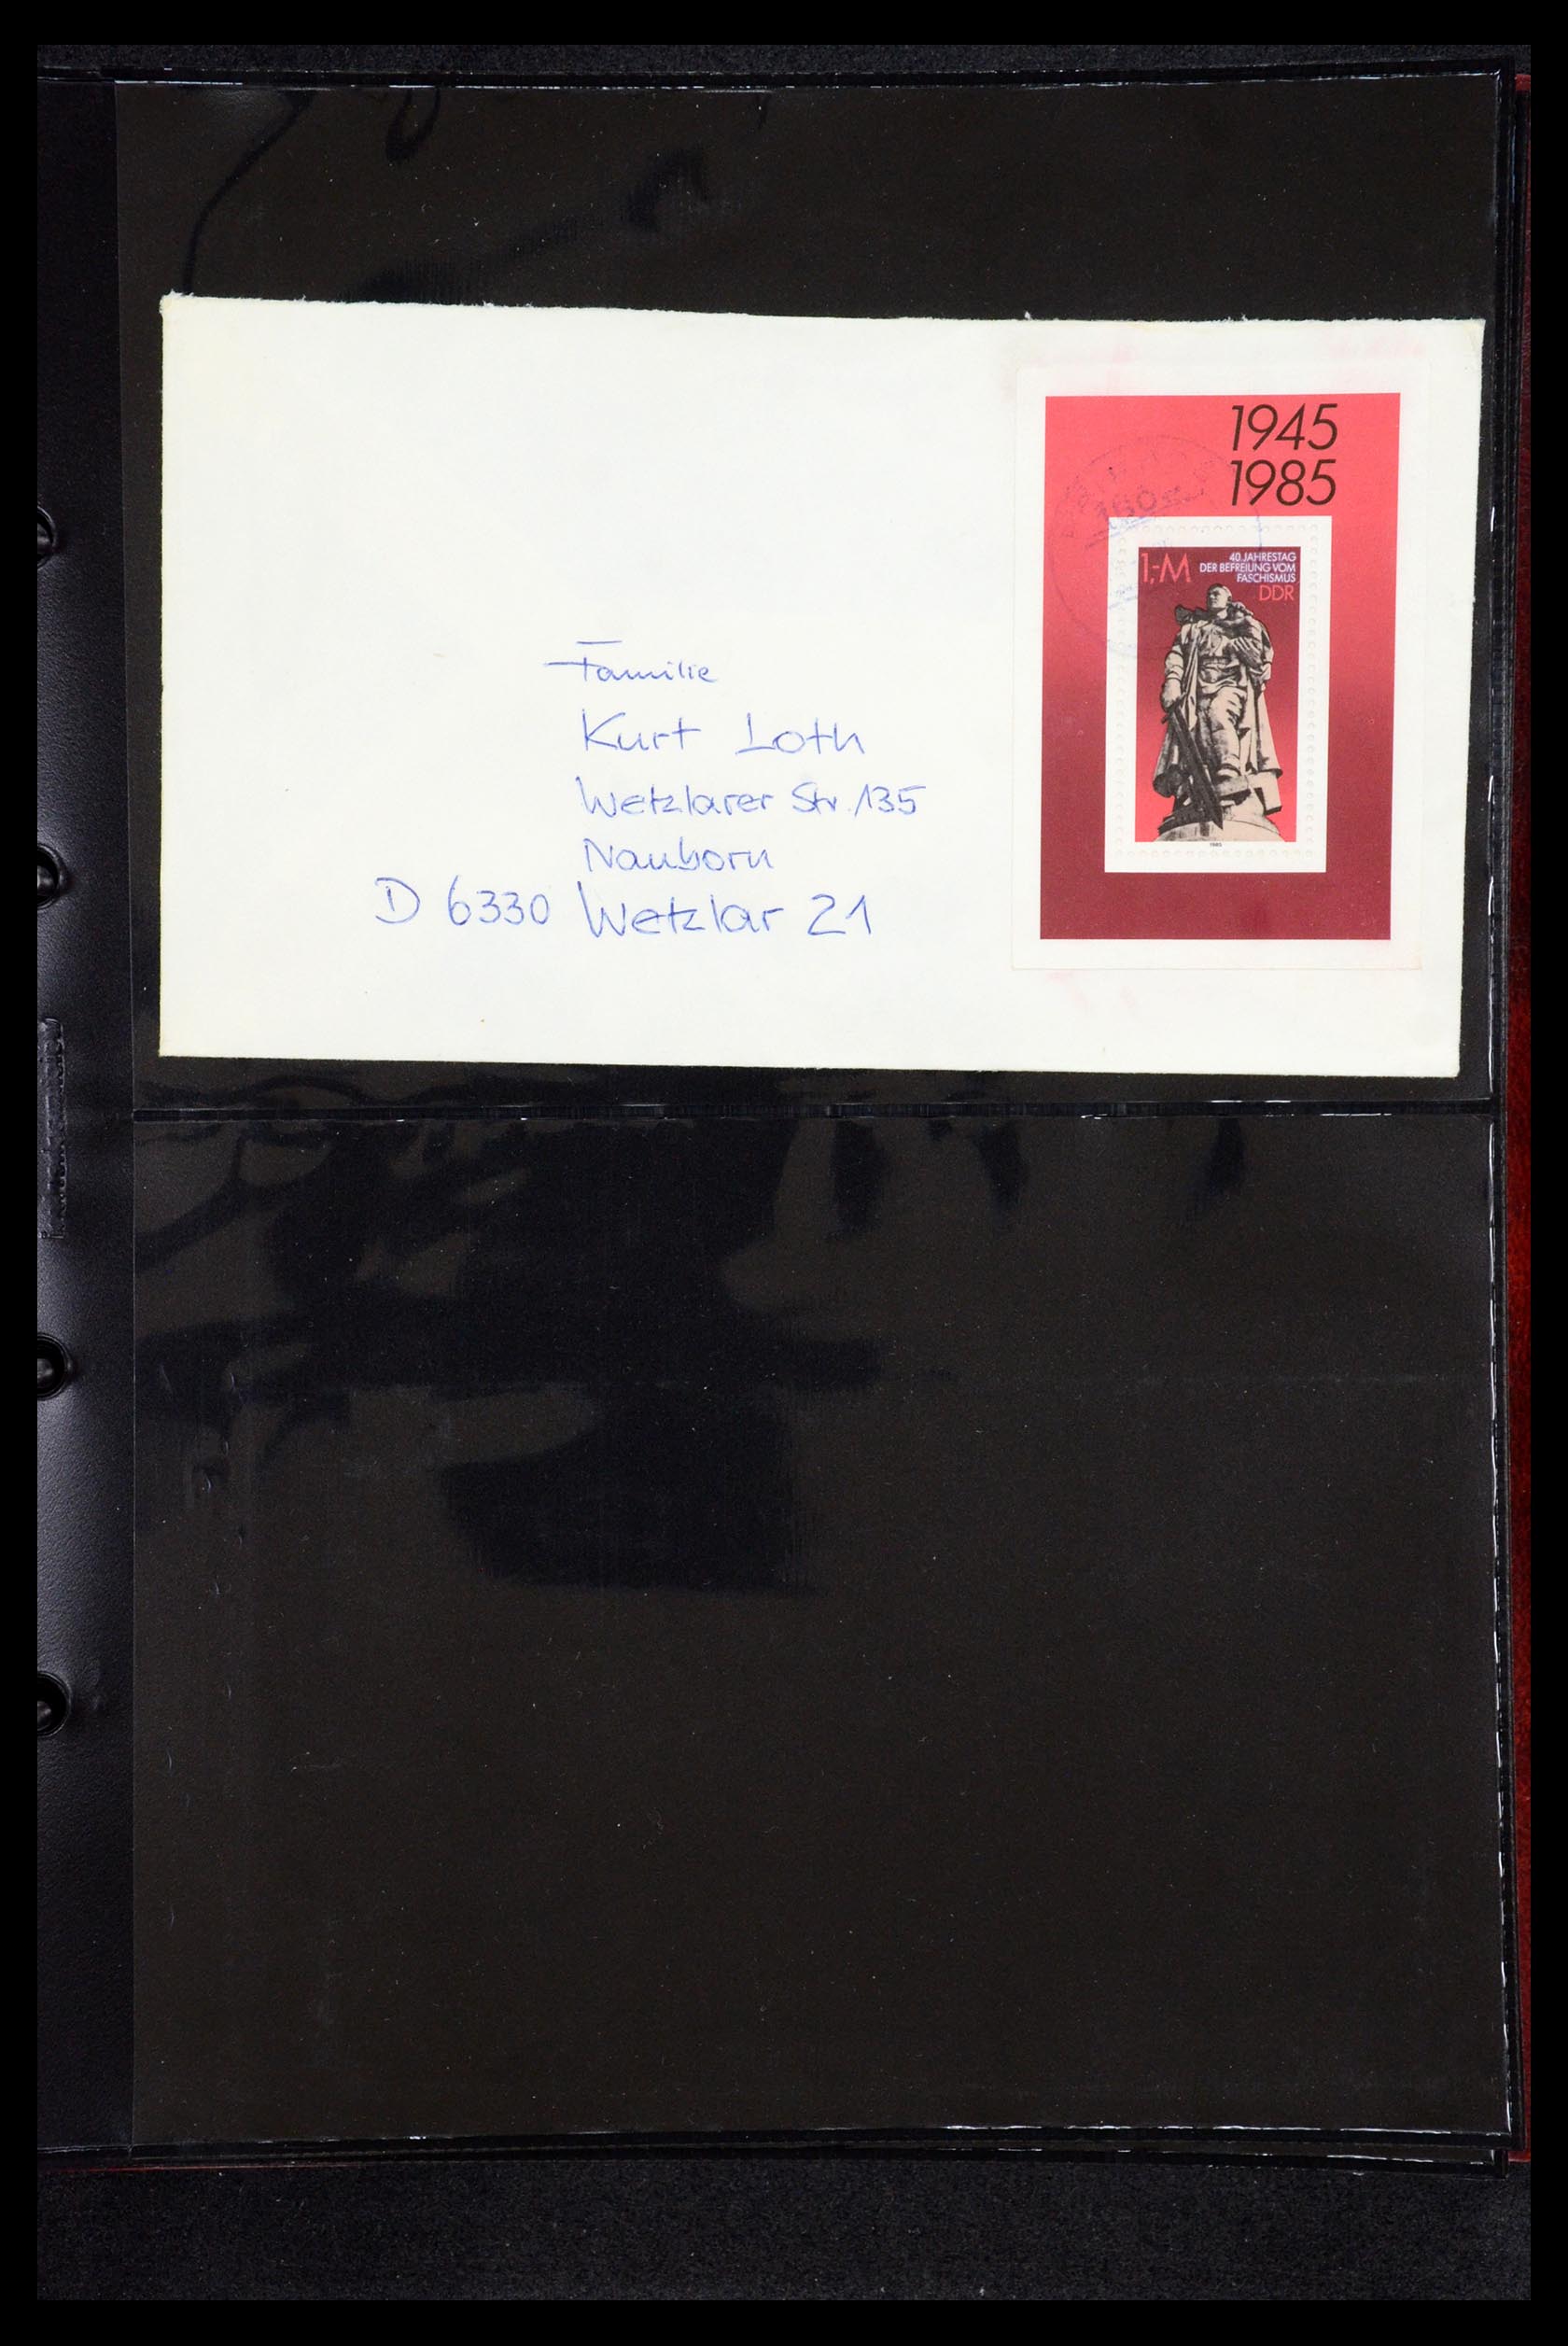 1945
1985
1,-M
40 JAHRESTAG
DER BEFREIUNG VOM
FASCHISMUS
DDR
1985
Familie
Kurt Loth
Wetzlarer Str. 135
Nauborn
D 6330 Wetzlar 21